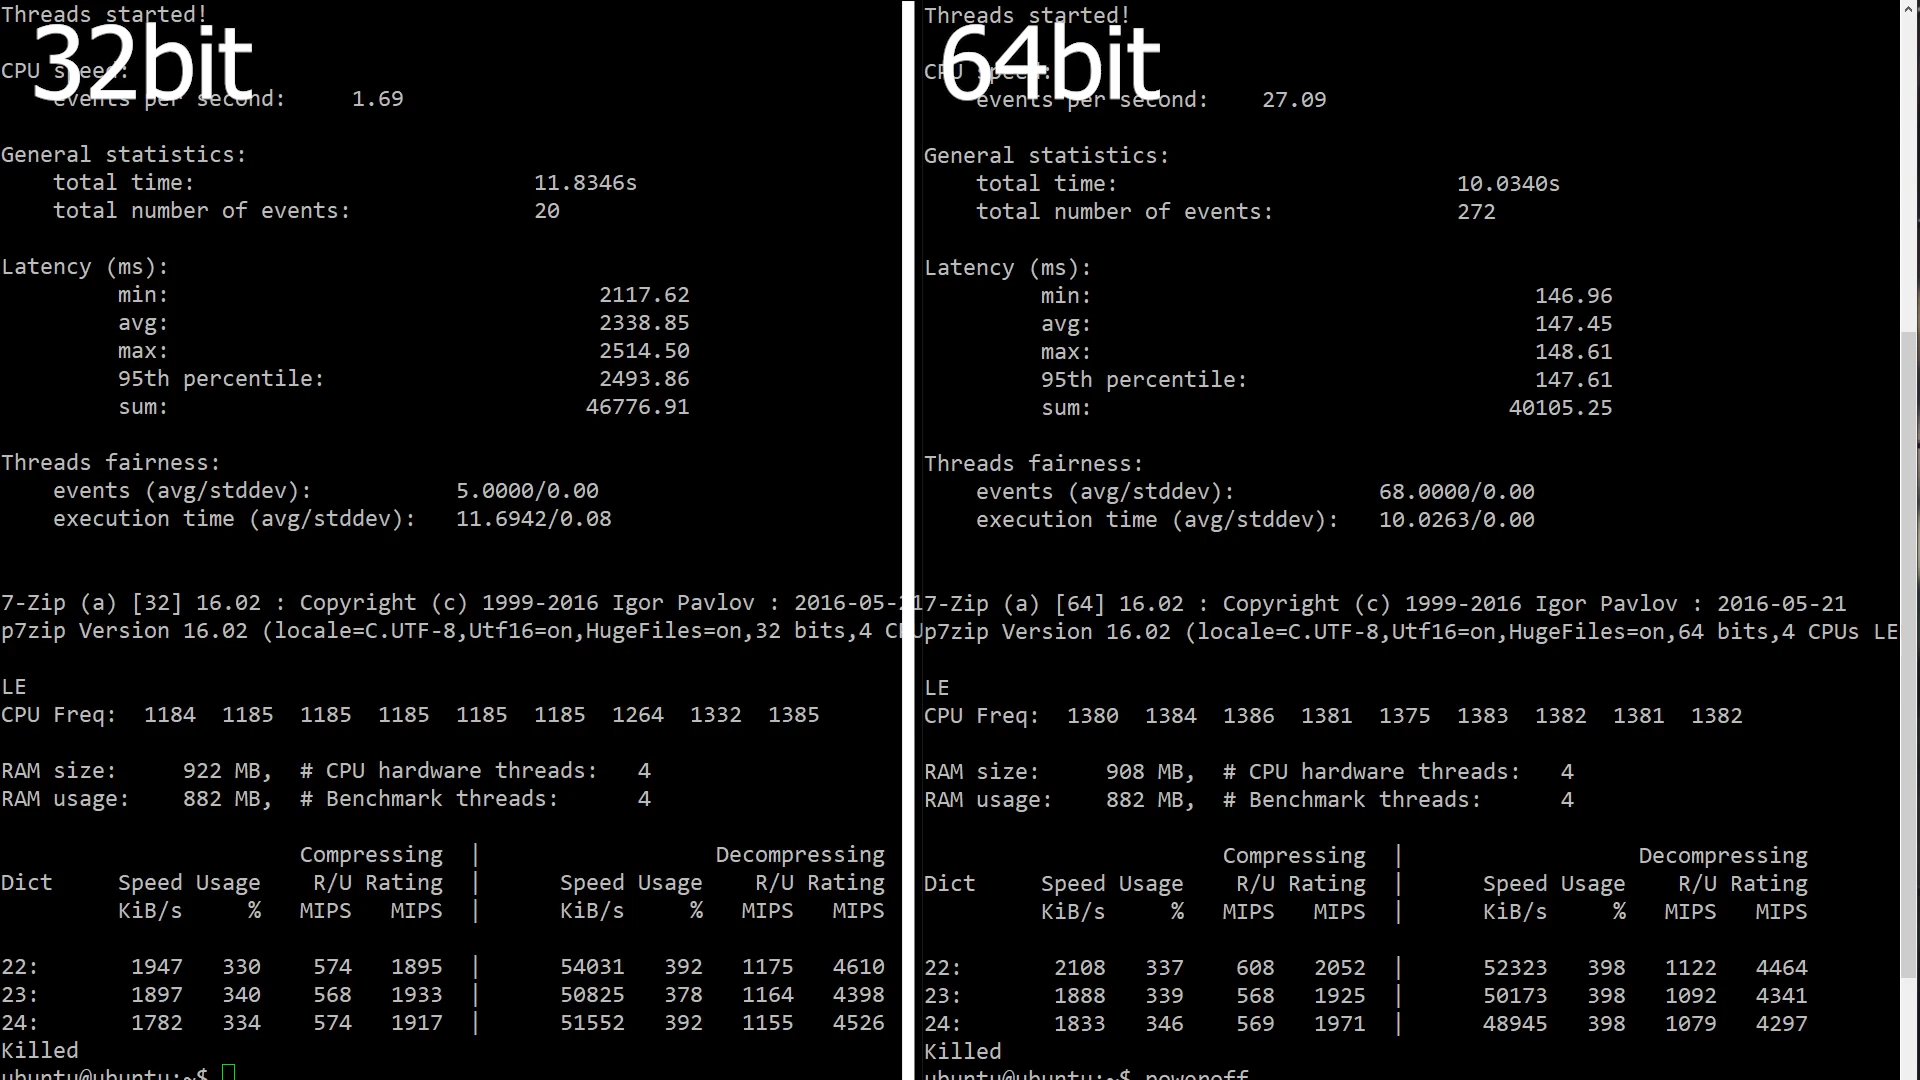 Threads started!
32bit
CPU speed:
events per second: 1.69
General statistics:
total time: 11.8346s
total number of events: 20
Latency (ms):
min: 2117.62
avg: 2338.85
max: 2514.50
95th percentile: 2493.86
sum: 46776.91
Threads fairness:
events (avg/stddev): 5.0000/0.00
execution time (avg/stddev): 11.6942/0.08
7-Zip (a) [32] 16.02 : Copyright (c) 1999-2016 Igor Pavlov : 2016-05-21
p7zip Version 16.02 (locale=C.UTF-8,Utf16=on,HugeFiles=on,32 bits,4 CPU
LE
CPU Freq: 1184 1185 1185 1185 1185 1185 1264 1332 1385
RAM size: 922 MB, # CPU hardware threads: 4
RAM usage: 882 MB, # Benchmark threads: 4
Compressing | Decompressing
Dict Speed Usage R/U Rating | Speed Usage R/U Rating
KiB/s % MIPS MIPS | KiB/s % MIPS MIPS
22: 1947 330 574 1895 | 54031 392 1175 4610
23: 1897 340 568 1933 | 50825 378 1164 4398
24: 1782 334 574 1917 | 51552 392 1155 4526
Killed
ubuntu@ubuntu:~$
Threads started!
64bit
CPU speed:
events per second: 27.09
General statistics:
total time: 10.0340s
total number of events: 272
Latency (ms):
min: 146.96
avg: 147.45
max: 148.61
95th percentile: 147.61
sum: 40105.25
Threads fairness:
events (avg/stddev): 68.0000/0.00
execution time (avg/stddev): 10.0263/0.00
7-Zip (a) [64] 16.02 : Copyright (c) 1999-2016 Igor Pavlov : 2016-05-21
p7zip Version 16.02 (locale=C.UTF-8,Utf16=on,HugeFiles=on,64 bits,4 CPUs LE
LE
CPU Freq: 1380 1384 1386 1381 1375 1383 1382 1381 1382
RAM size: 908 MB, # CPU hardware threads: 4
RAM usage: 882 MB, # Benchmark threads: 4
Compressing | Decompressing
Dict Speed Usage R/U Rating | Speed Usage R/U Rating
KiB/s % MIPS MIPS | KiB/s % MIPS MIPS
22: 2108 337 608 2052 | 52323 398 1122 4464
23: 1888 339 568 1925 | 50173 398 1092 4341
24: 1833 346 569 1971 | 48945 398 1079 4297
Killed
ubuntu@ubuntu:~$ poweroff